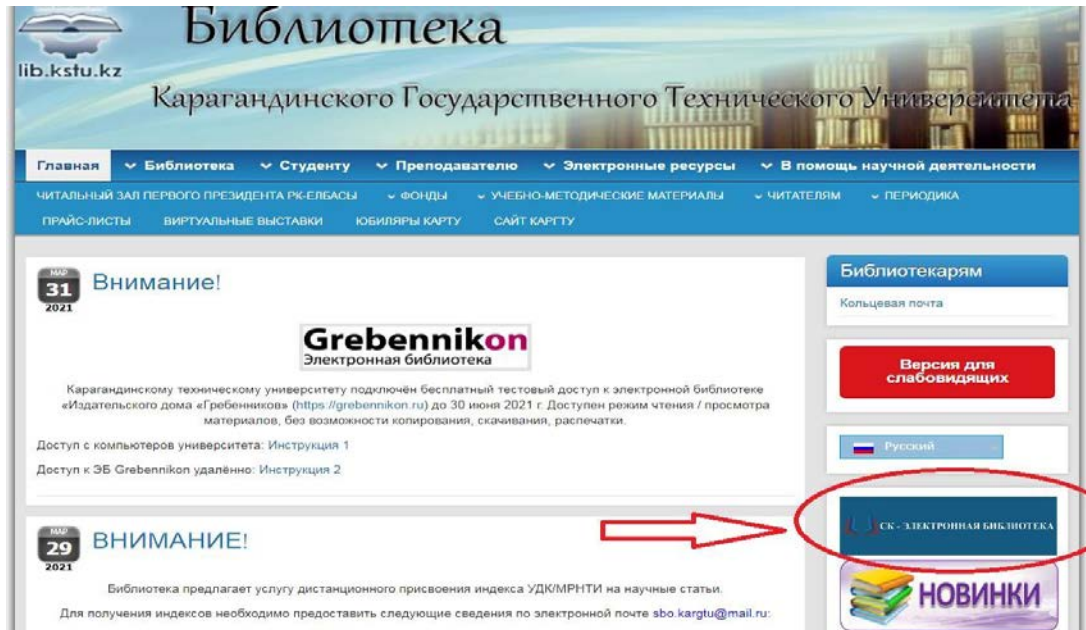 Библиотека
lib.kstu.kz
Карагандинского Государственного Технического Университета
Главная Библиотека Студенту Преподавателю Электронные ресурсы В помощь научной деятельности
ЧИТАЛЬНЫЙ ЗАЛ ПЕРВОГО ПРЕЗИДЕНТА РК-ЕЛБАСЫ ФОНДЫ УЧЕБНО-МЕТОДИЧЕСКИЕ МАТЕРИАЛЫ ЧИТАТЕЛЯМ ПЕРИОДИКА
ПРАЙС-ЛИСТЫ ВИРТУАЛЬНЫЕ ВЫСТАВКИ ЮБИЛЯРЫ КАРТУ САЙТ КАРГТУ
МАР
31
2021
Внимание!
Grebennikon
Электронная библиотека
Карагандинскому техническому университету подключён бесплатный тестовый доступ к электронной библиотеке
«Издательского дома «Гребенников» (https://grebennikon.ru) до 30 июня 2021 г. Доступен режим чтения / просмотра
материалов, без возможности копирования, скачивания, распечатки.
Доступ с компьютеров университета: Инструкция 1
Доступ к ЭБ Grebennikon удалённо: Инструкция 2
МАР
29
2021
ВНИМАНИЕ!
Библиотека предлагает услугу дистанционного присвоения индекса УДК/МРНТИ на научные статьи.
Для получения индексов необходимо предоставить следующие сведения по электронной почте sbo.kargtu@mail.ru:
Библиотекарям
Кольцевая почта
Версия для
слабовидящих
Русский
СК - ЭЛЕКТРОННАЯ БИБЛИОТЕКА
НОВИНКИ